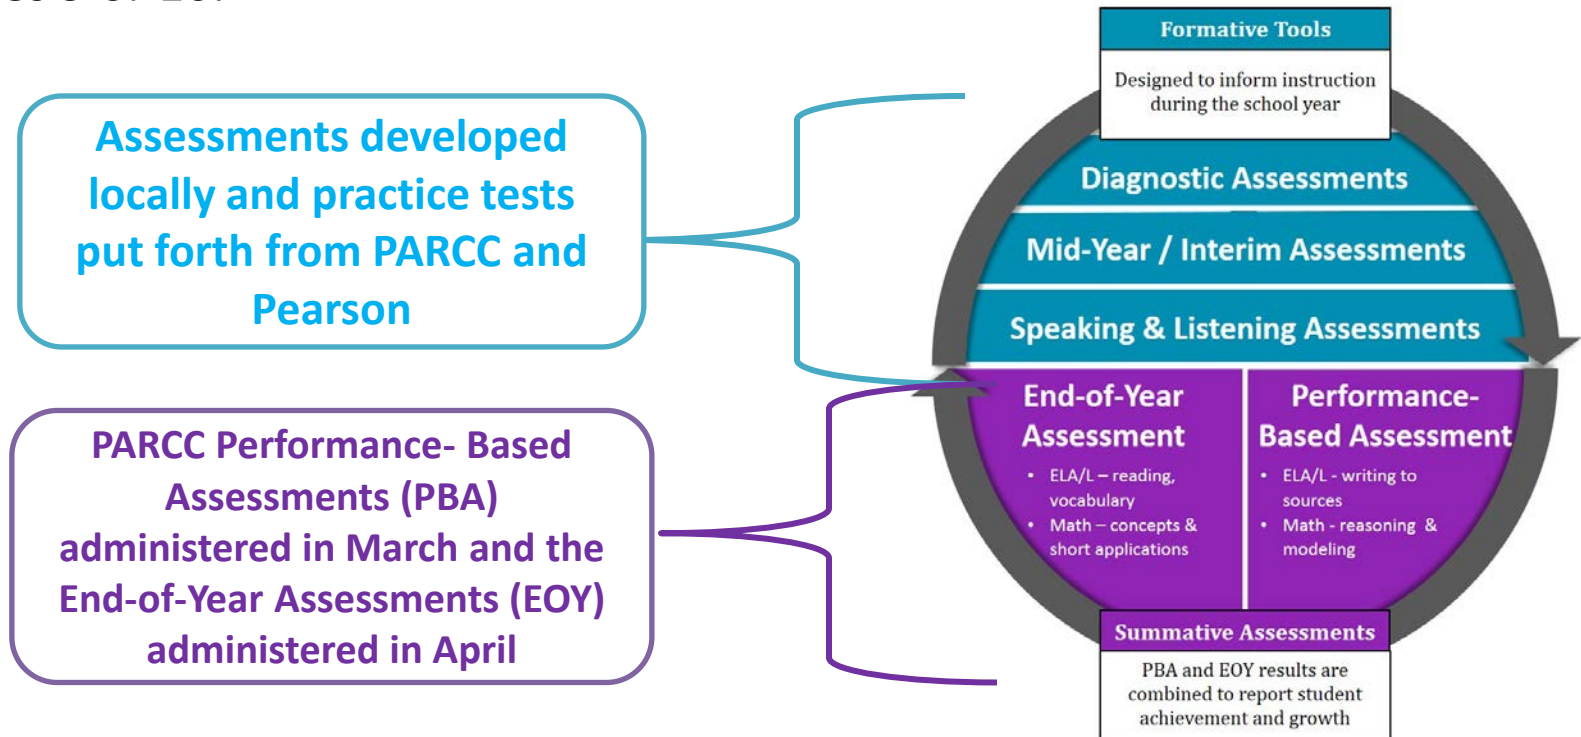 Assessments developed
locally and practice tests
put forth from PARCC and
Pearson
PARCC Performance- Based
Assessments (PBA)
administered in March and the
End-of-Year Assessments (EOY)
administered in April
Formative Tools
Designed to inform instruction
during the school year
Diagnostic Assessments
Mid-Year / Interim Assessments
Speaking & Listening Assessments
End-of-Year
Assessment
• ELA/L – reading,
vocabulary
• Math – concepts &
short applications
Performance-
Based Assessment
• ELA/L - writing to
sources
• Math - reasoning &
modeling
Summative Assessments
PBA and EOY results are
combined to report student
achievement and growth